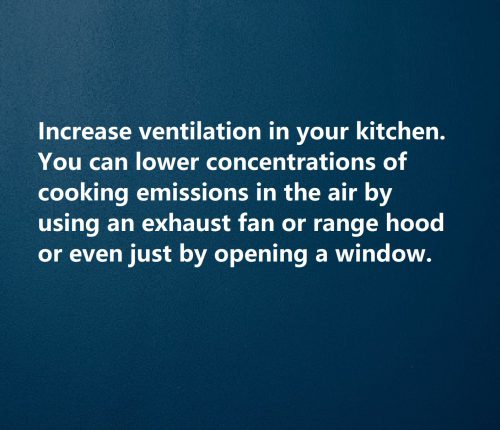 Increase ventilation in your kitchen.
You can lower concentrations of
cooking emissions in the air by
using an exhaust fan or range hood
or even just by opening a window.